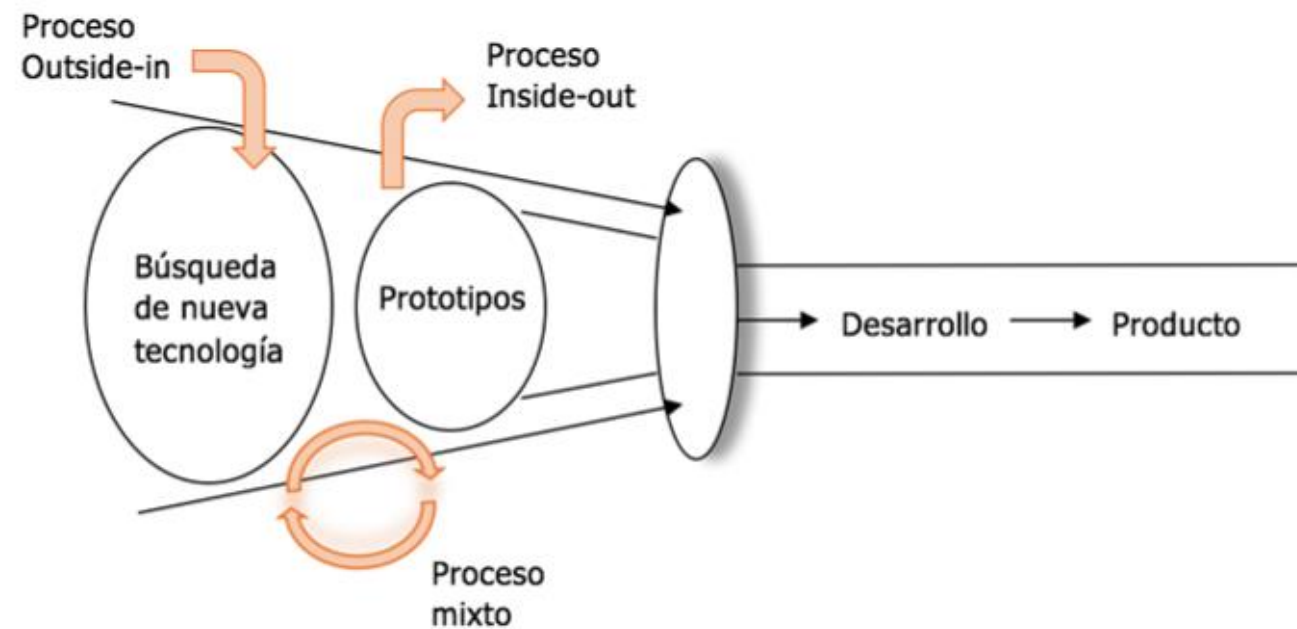 Proceso
Outside-in
Proceso
Inside-out
Búsqueda
de nueva
tecnología
Prototipos
Desarrollo
Producto
Proceso
mixto